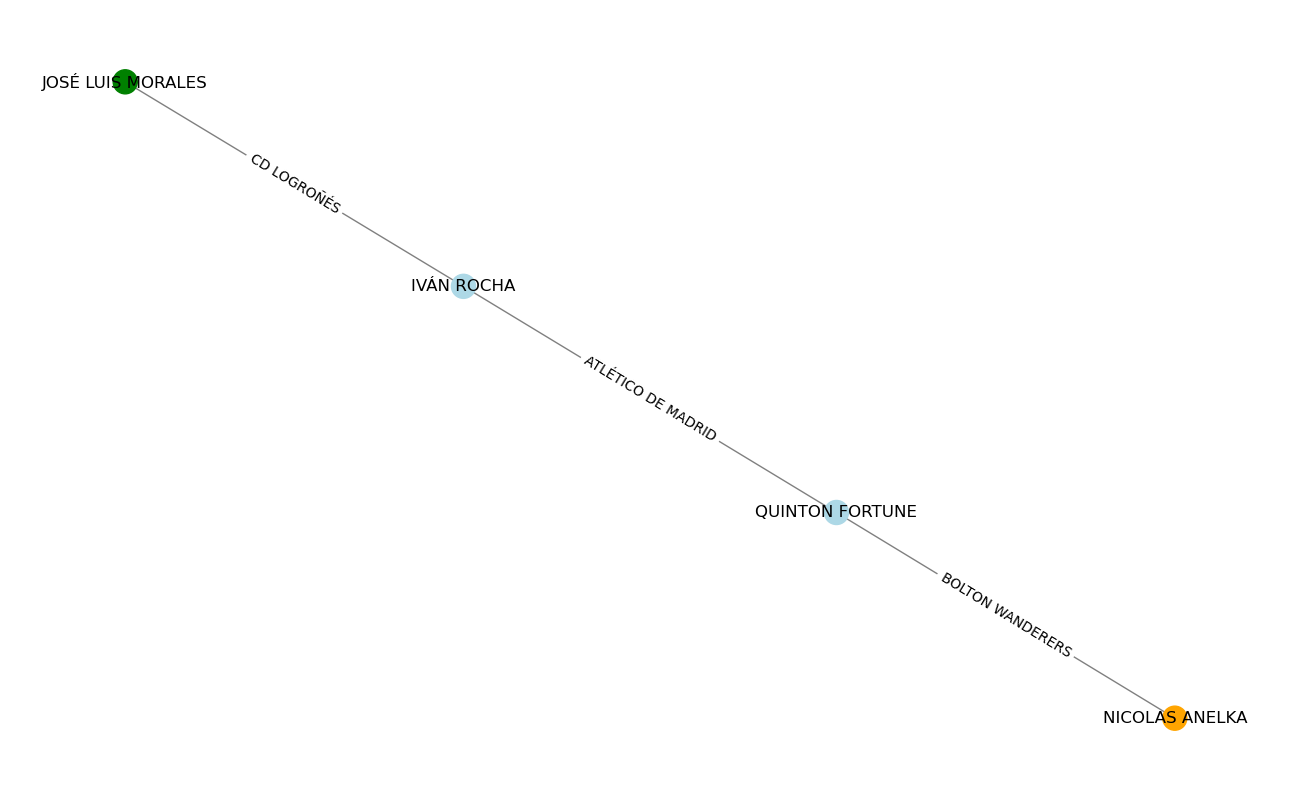 JOSÉ LUIS MORALES
CD LOGROÑÉS
IVÁN ROCHA
ATLÉTICO DE MADRID
QUINTON FORTUNE
BOLTON WANDERERS
NICOLAS ANELKA